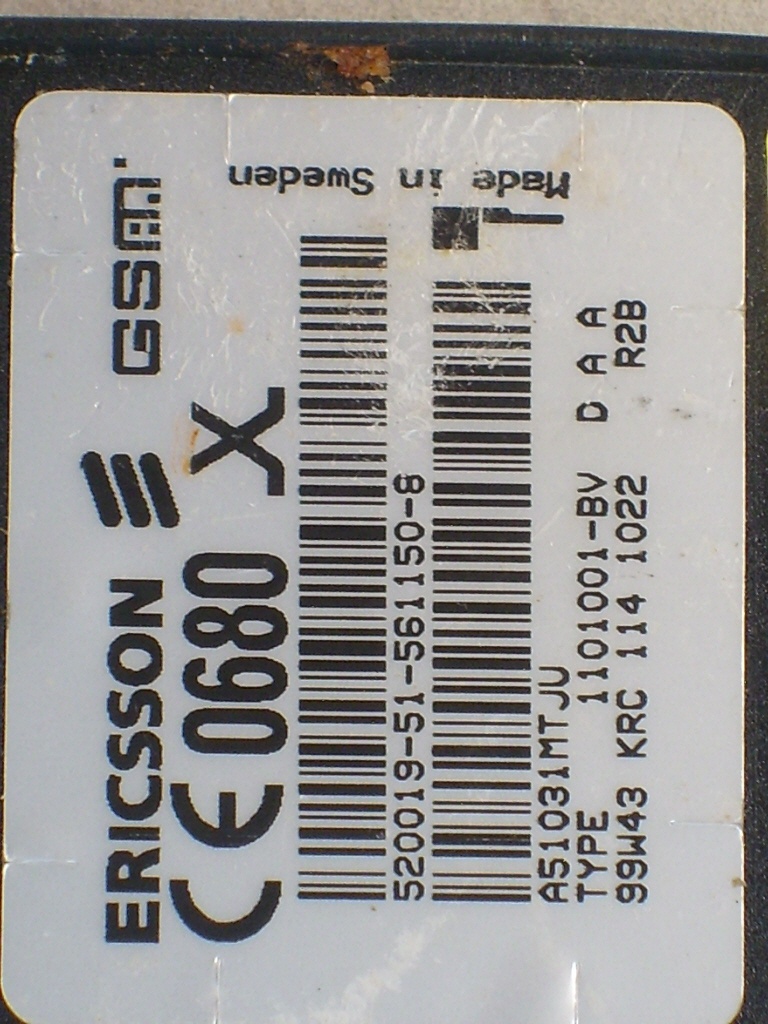 ERICSSON GSM
CE 0680 X
520019-51-561150-8
A51031MTJU
TYPE 1101001-BV D A A
99W43 KRC 114 1022 R2B
Made in Sweden